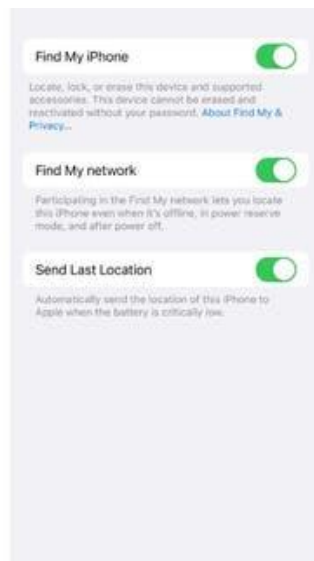 Find My iPhone
Locate, lock, or erase this device and supported
accessories. This device cannot be erased and
reactivated without your password. About Find My &
Privacy...
Find My network
Participating in the Find My network lets you locate
this iPhone even when it's offline, in power reserve
mode, and after power off.
Send Last Location
Automatically send the location of this iPhone to
Apple when the battery is critically low.